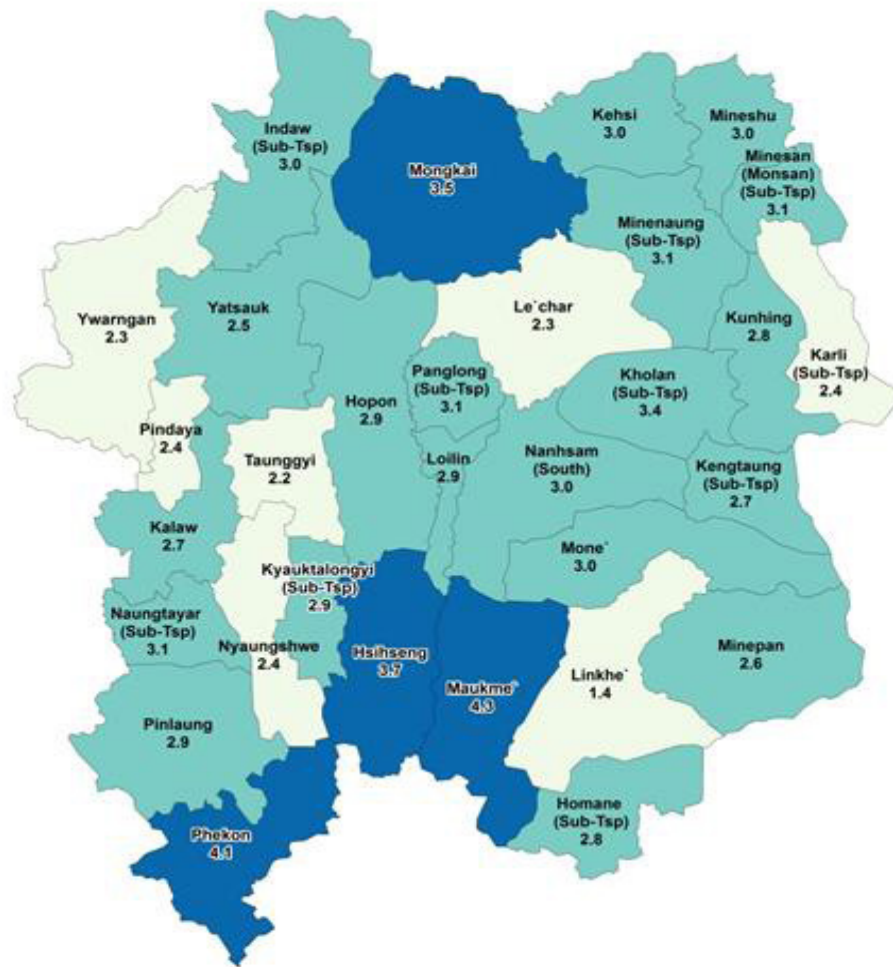 Indaw
(Sub-Tsp)
3.0
Mongkai
3.5
Kehsi
3.0
Mineshu
3.0
Minesan
(Monsan)
(Sub-Tsp)
3.1
Minenaung
(Sub-Tsp)
3.1
Ywarngan
2.3
Yatsauk
2.5
Le`char
2.3
Kunhing
2.8
Karli
(Sub-Tsp)
2.4
Hopon
2.9
Panglong
(Sub-Tsp)
3.1
Kholan
(Sub-Tsp)
3.4
Pindaya
2.4
Taunggyi
2.2
Loilin
2.9
Nanhsam
(South)
3.0
Kengtaung
(Sub-Tsp)
2.7
Kalaw
2.7
Mone`
3.0
Kyauktalongyi
(Sub-Tsp)
2.9
Naungtayar
(Sub-Tsp)
3.1
Nyaungshwe
2.4
Hsihseng
3.7
Maukme`
4.3
Linkhe`
1.4
Minepan
2.6
Pinlaung
2.9
Homane
(Sub-Tsp)
2.8
Phekon
4.1